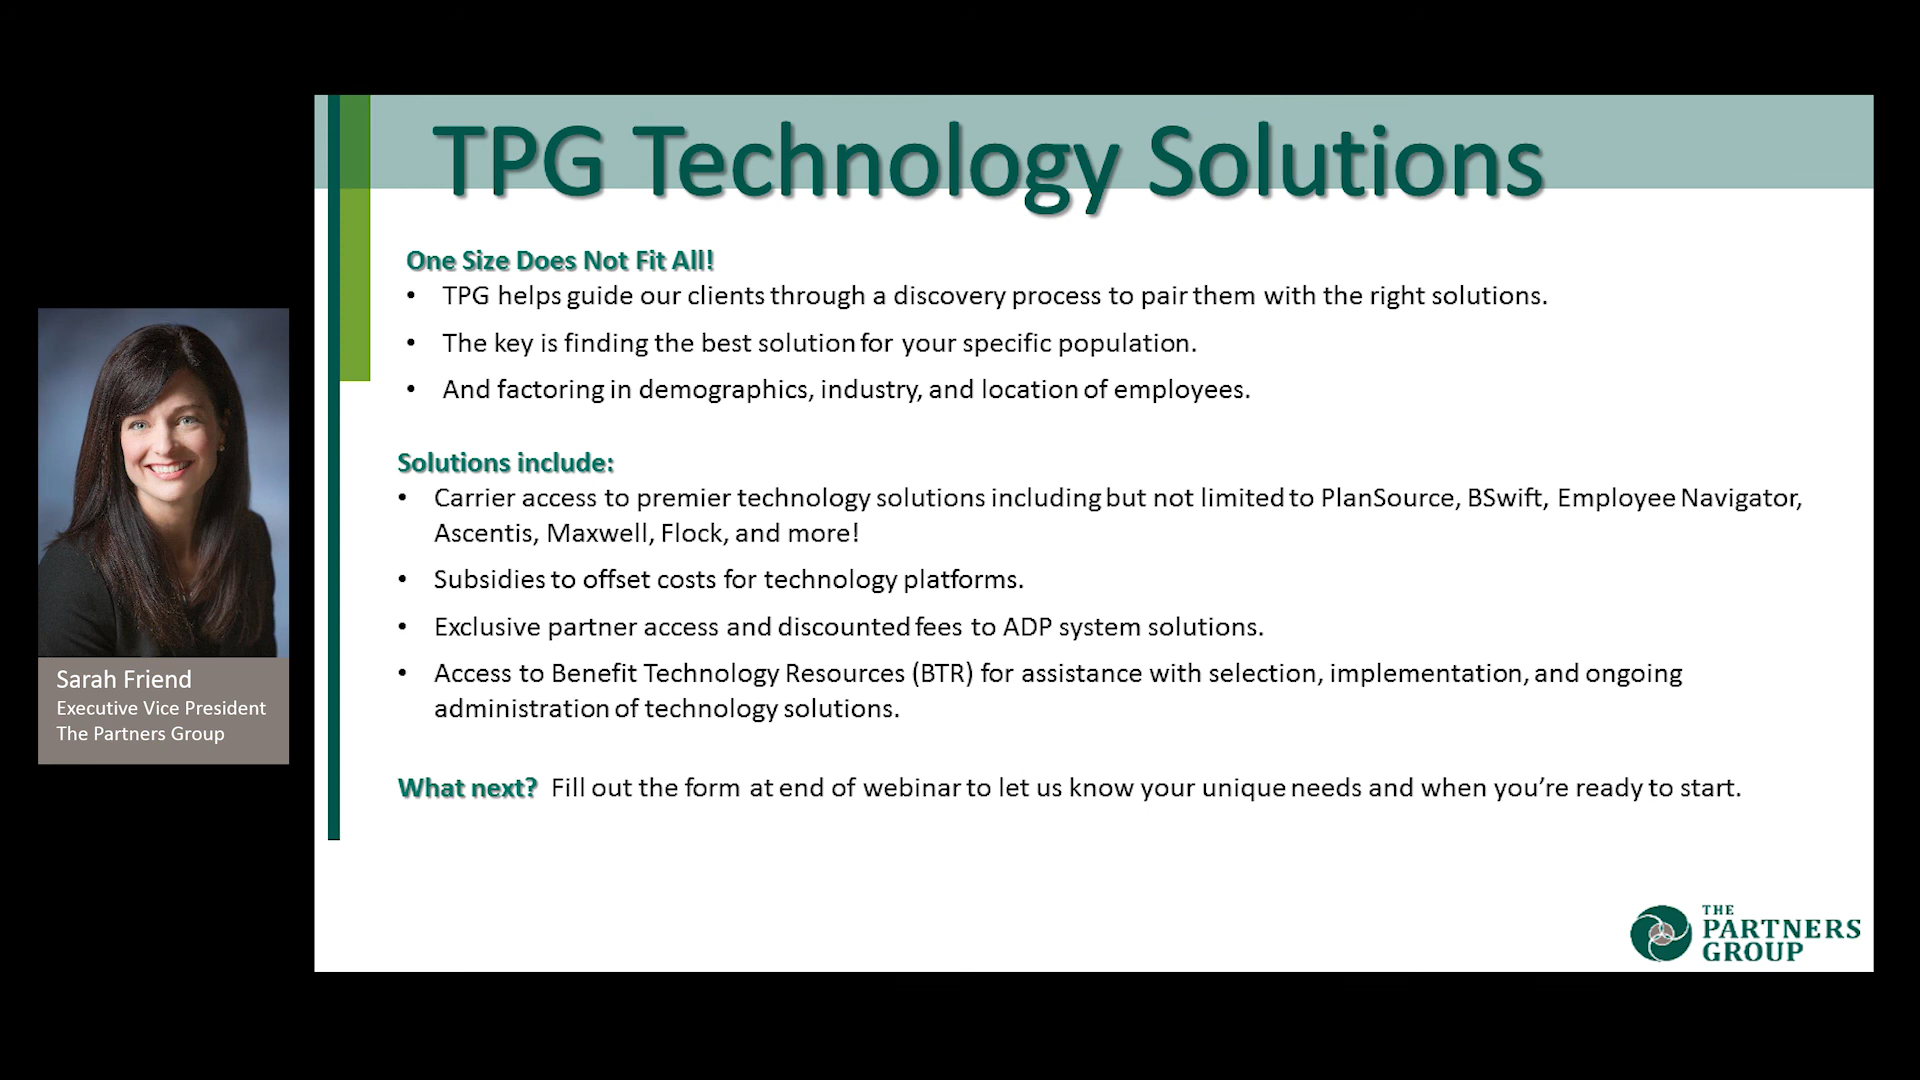 TPG Technology Solutions
One Size Does Not Fit All!
• TPG helps guide our clients through a discovery process to pair them with the right solutions.
• The key is finding the best solution for your specific population.
• And factoring in demographics, industry, and location of employees.
Solutions include:
• Carrier access to premier technology solutions including but not limited to PlanSource, BSwift, Employee Navigator,
Ascentis, Maxwell, Flock, and more!
• Subsidies to offset costs for technology platforms.
• Exclusive partner access and discounted fees to ADP system solutions.
• Access to Benefit Technology Resources (BTR) for assistance with selection, implementation, and ongoing
administration of technology solutions.
What next? Fill out the form at end of webinar to let us know your unique needs and when you’re ready to start.
Sarah Friend
Executive Vice President
The Partners Group
THE
PARTNERS
GROUP